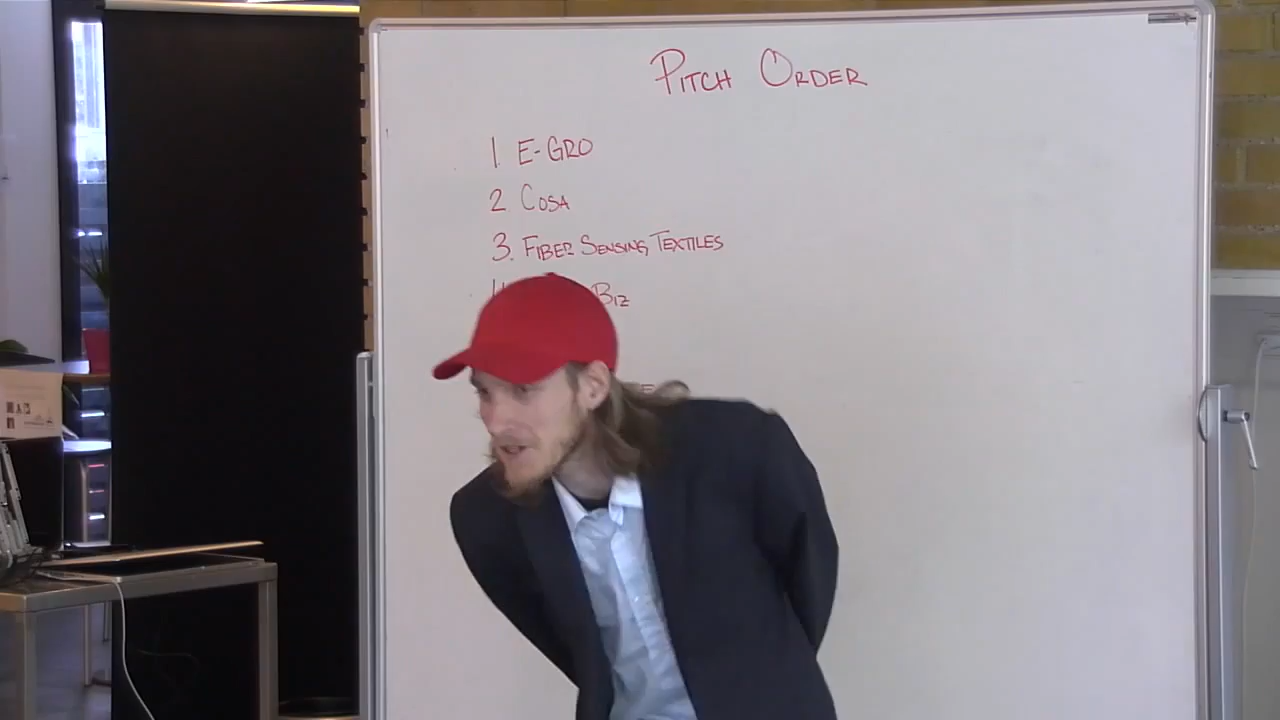 PITCH ORDER
1 E-GRO
2 COSA
3. FIBER SENSING TEXTILES
BIZ